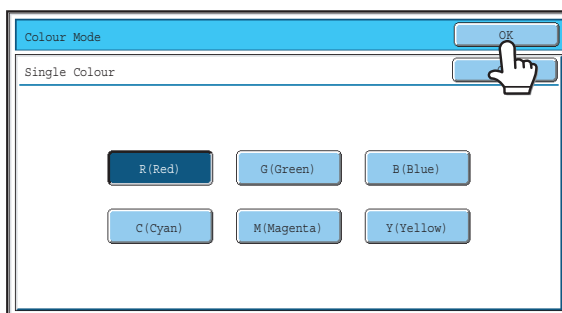 Colour Mode
OK
Single Colour
R(Red)
G(Green)
B(Blue)
C(Cyan)
M(Magenta)
Y(Yellow)